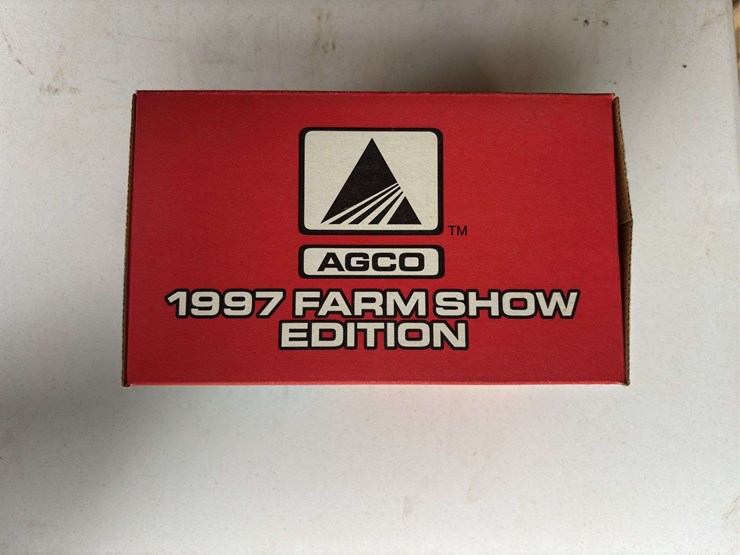 TM
AGCO
1997 FARM SHOW
EDITION